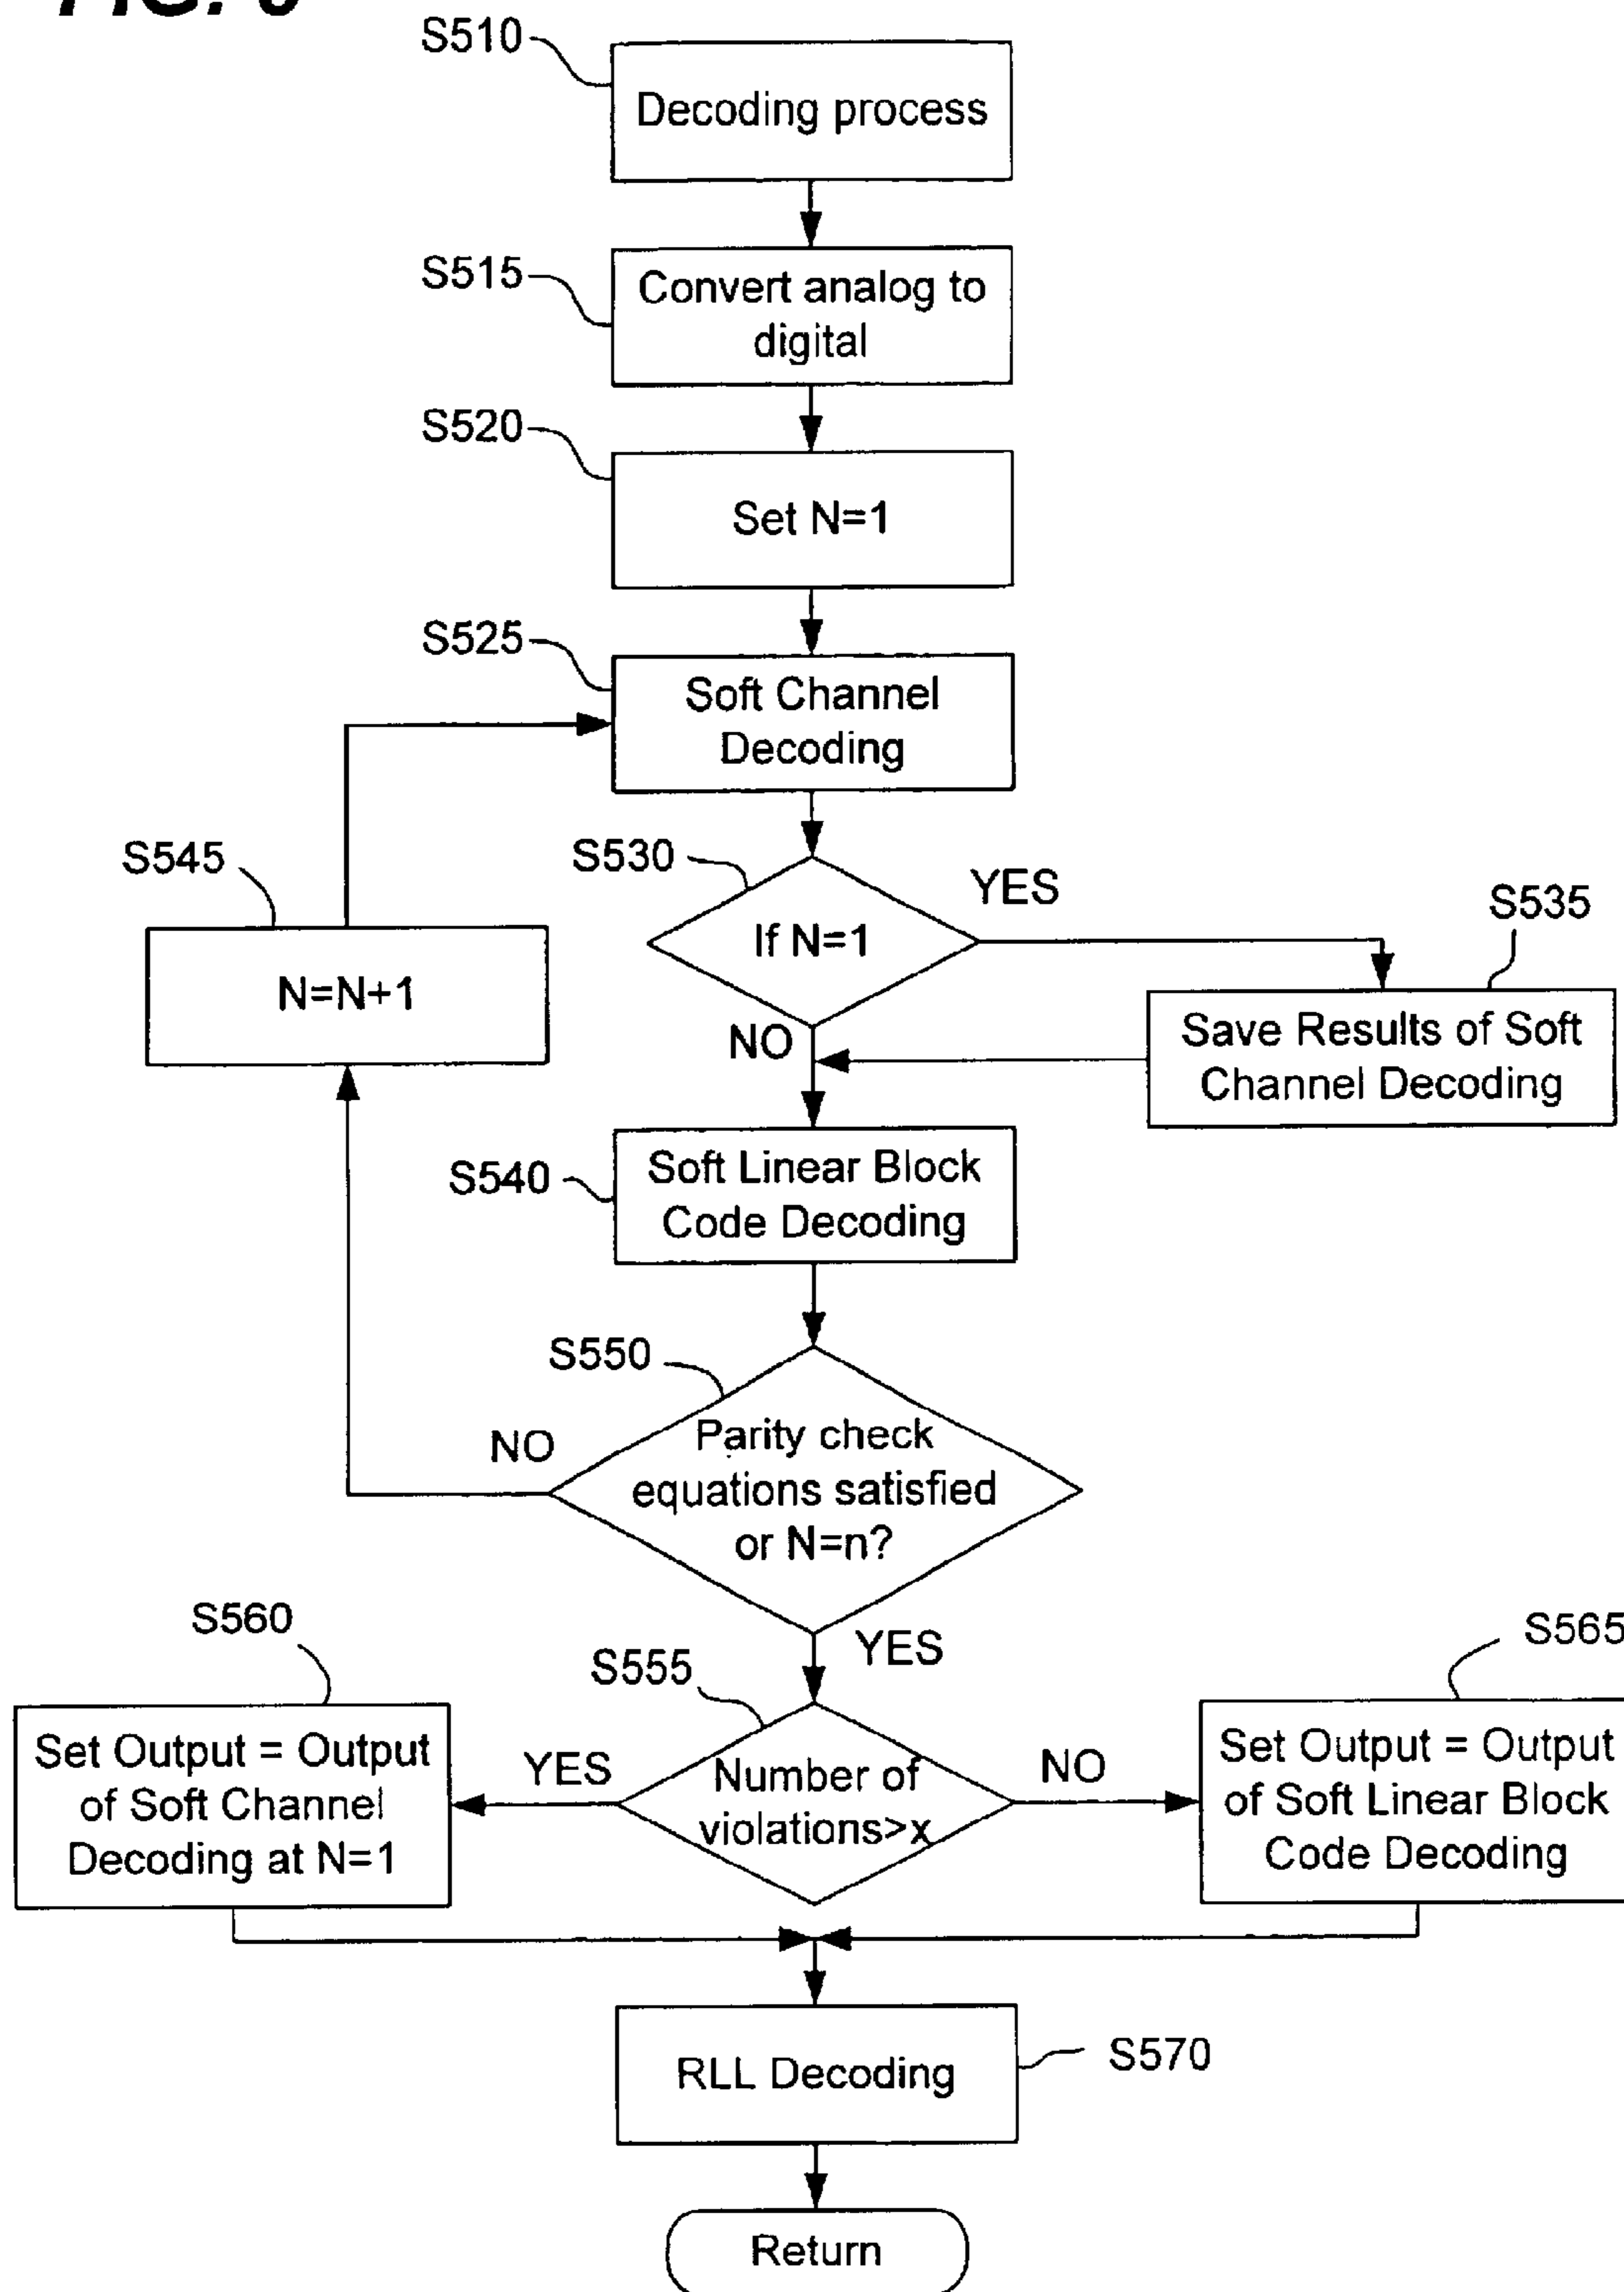 FIG.
S510
Decoding process
S515
Convert analog to
digital
S520
Set N=1
S525
Soft Channel
Decoding
S545
S530
YES
S535
If N=1
N=N+1
NO
Save Results of Soft
Channel Decoding
S540
Soft Linear Block
Code Decoding
S550
NO
Parity check
equations satisfied
or N=n?
YES
S560
S555
S565
Set Output = Output
of Soft Channel
Decoding at N=1
YES
Number of
violations>x
NO
Set Output = Output
of Soft Linear Block
Code Decoding
RLL Decoding
S570
Return